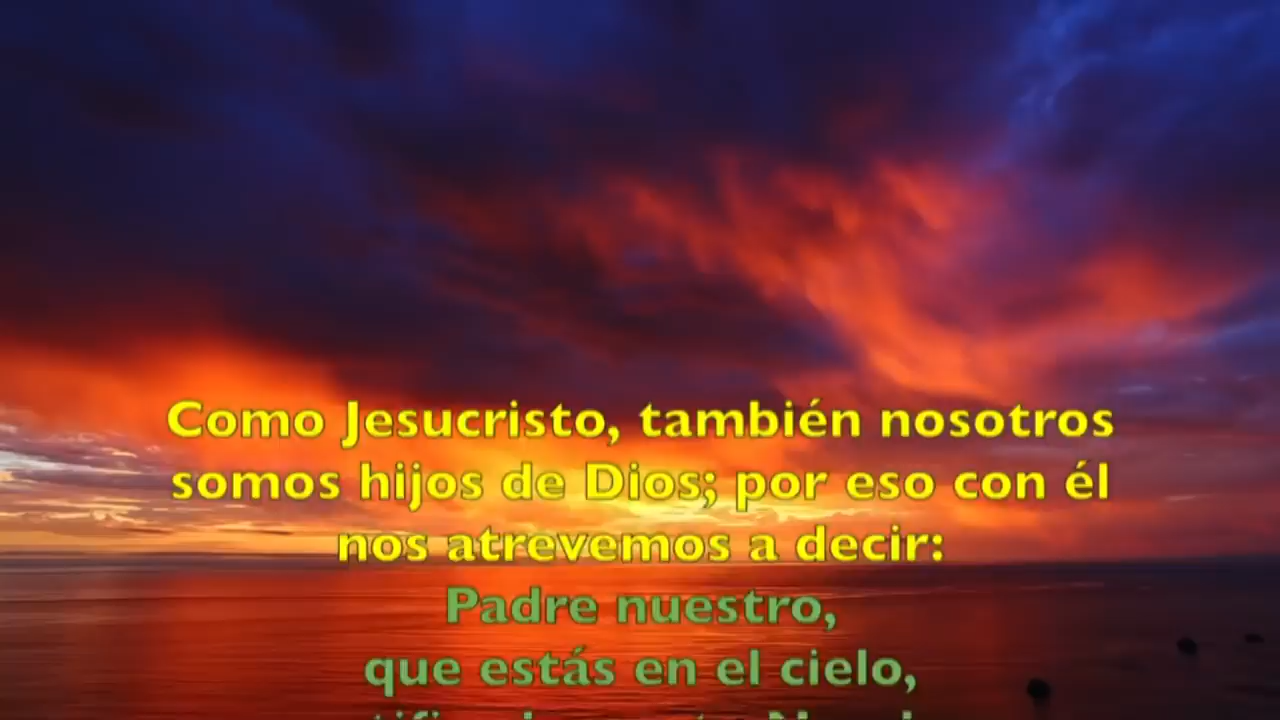 Como Jesucristo, también nosotros
somos hijos de Dios; por eso con él
nos atrevemos a decir:
Padre nuestro,
que estás en el cielo,